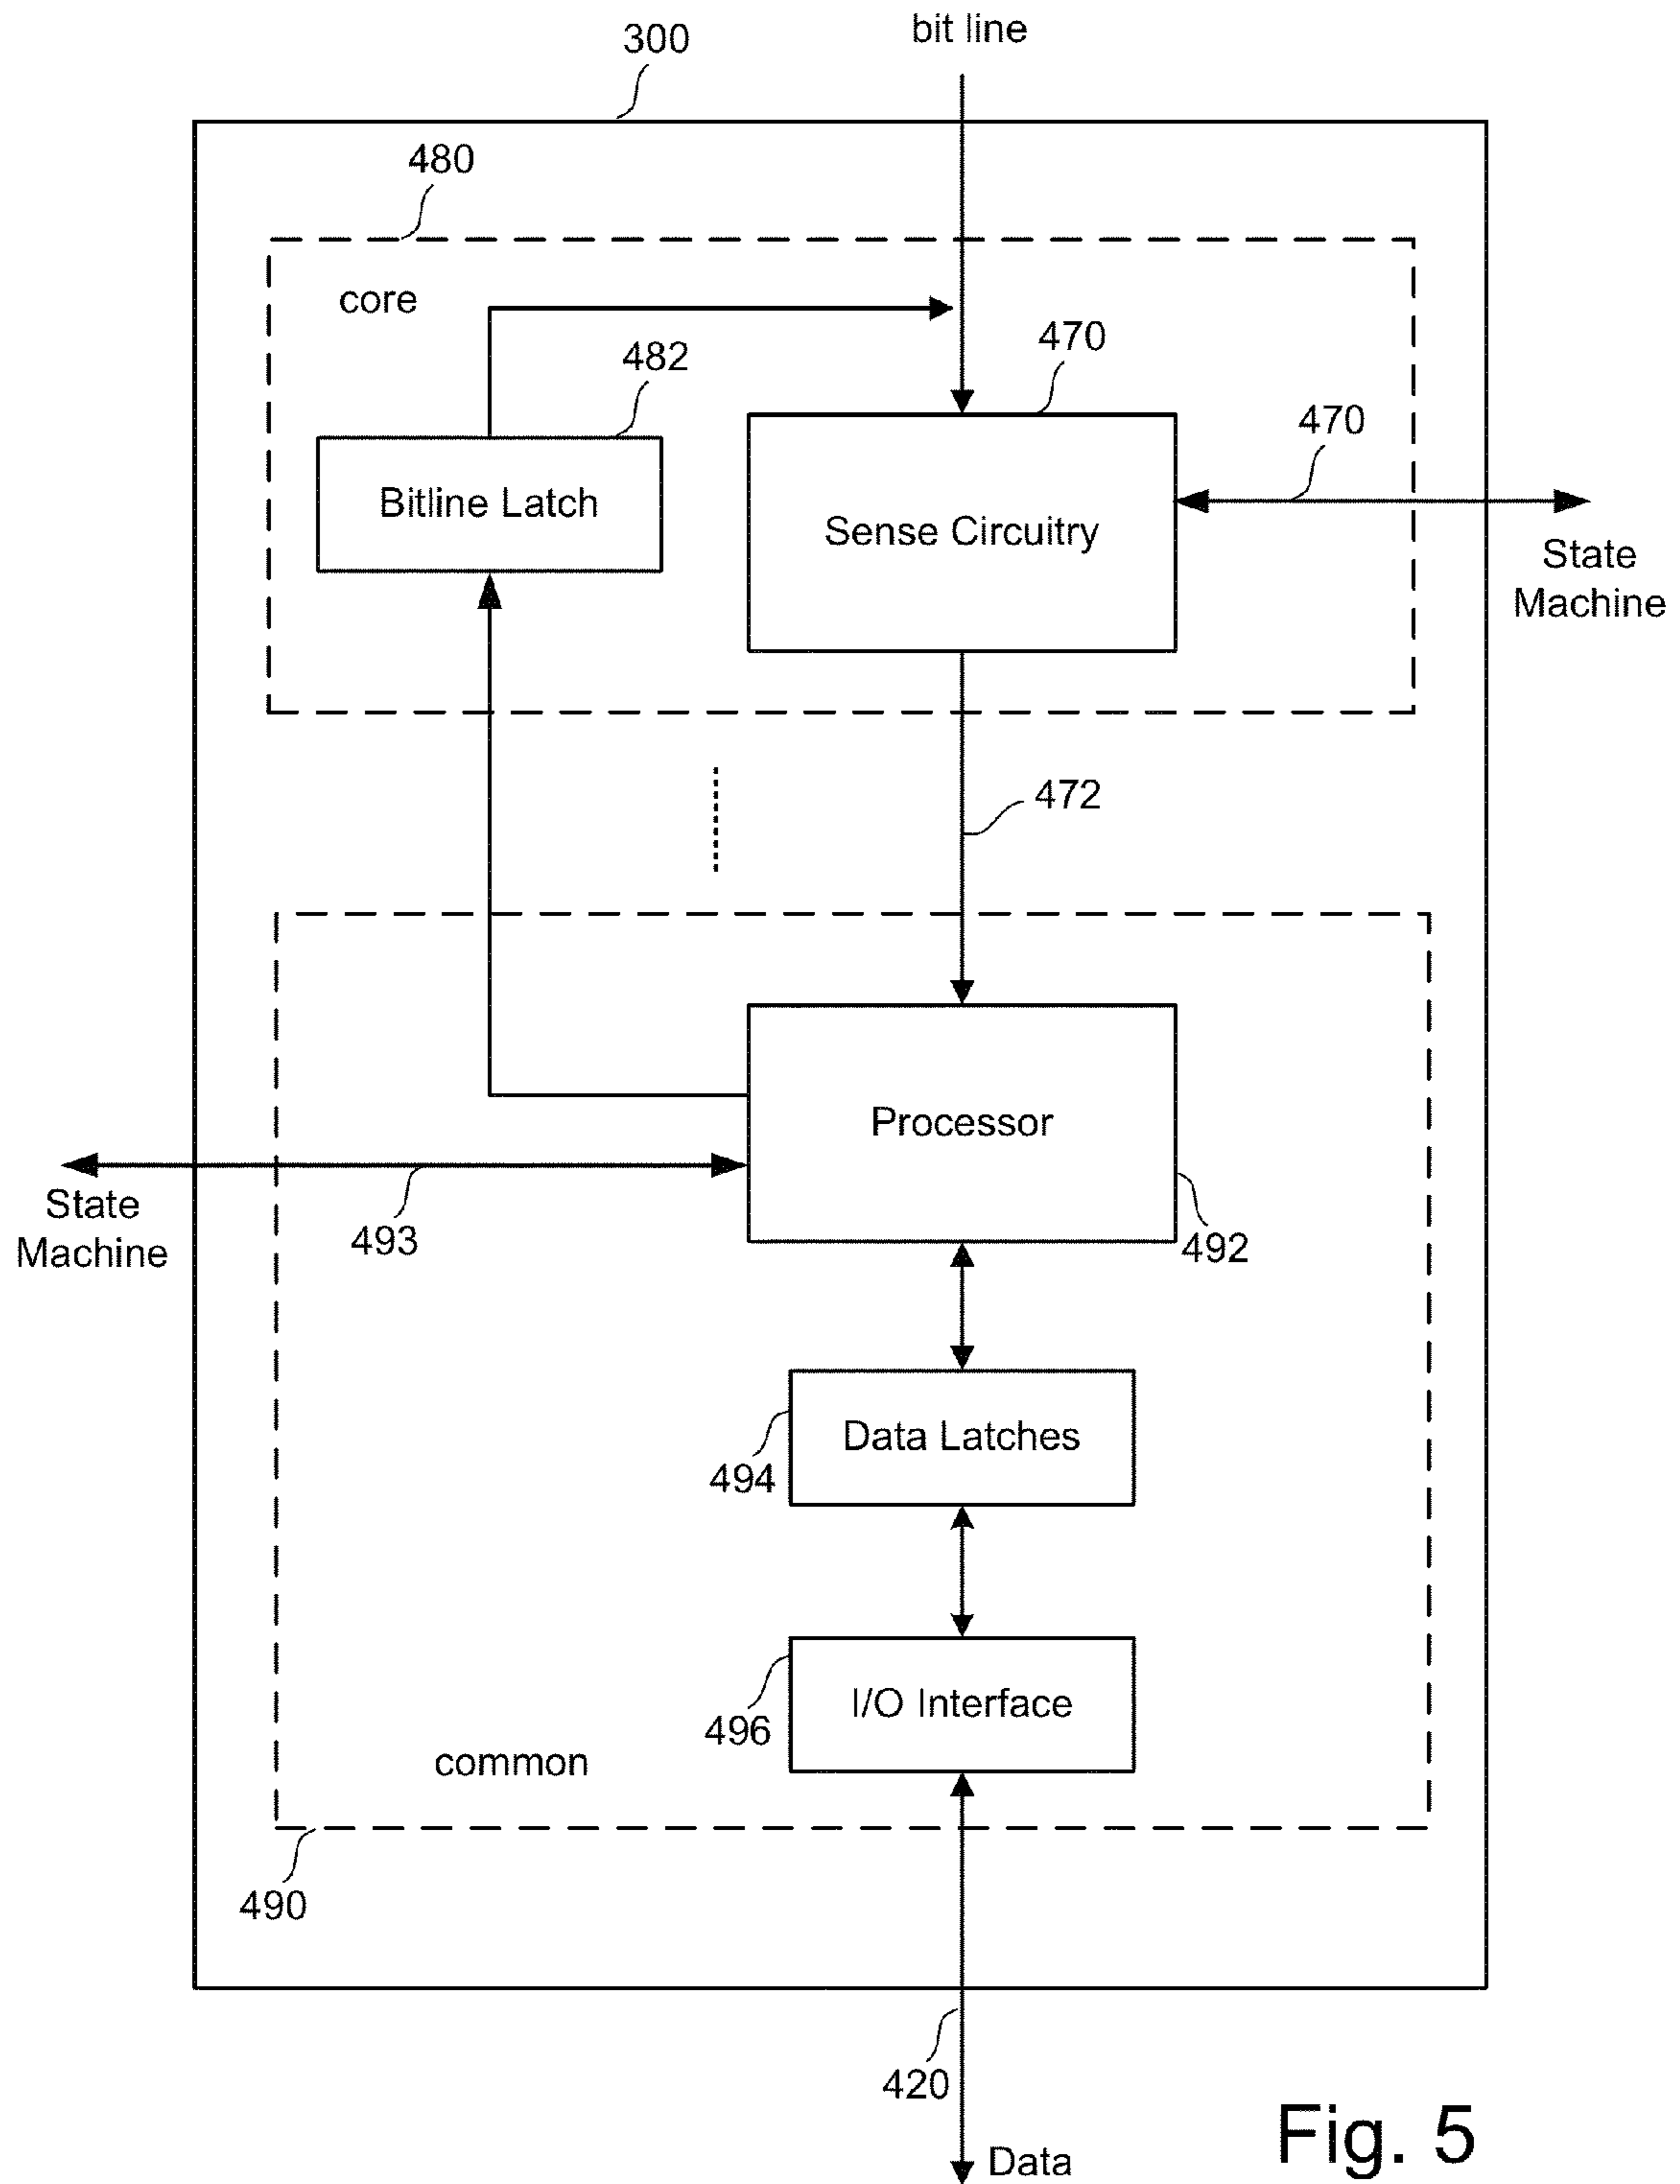 bit line
300
480
core
482
470
470
Bitline Latch
Sense Circuitry
State
Machine
472
Processor
State
Machine
493
492
Data Latches
494
I/O Interface
496
common
490
420
Data
Fig. 5